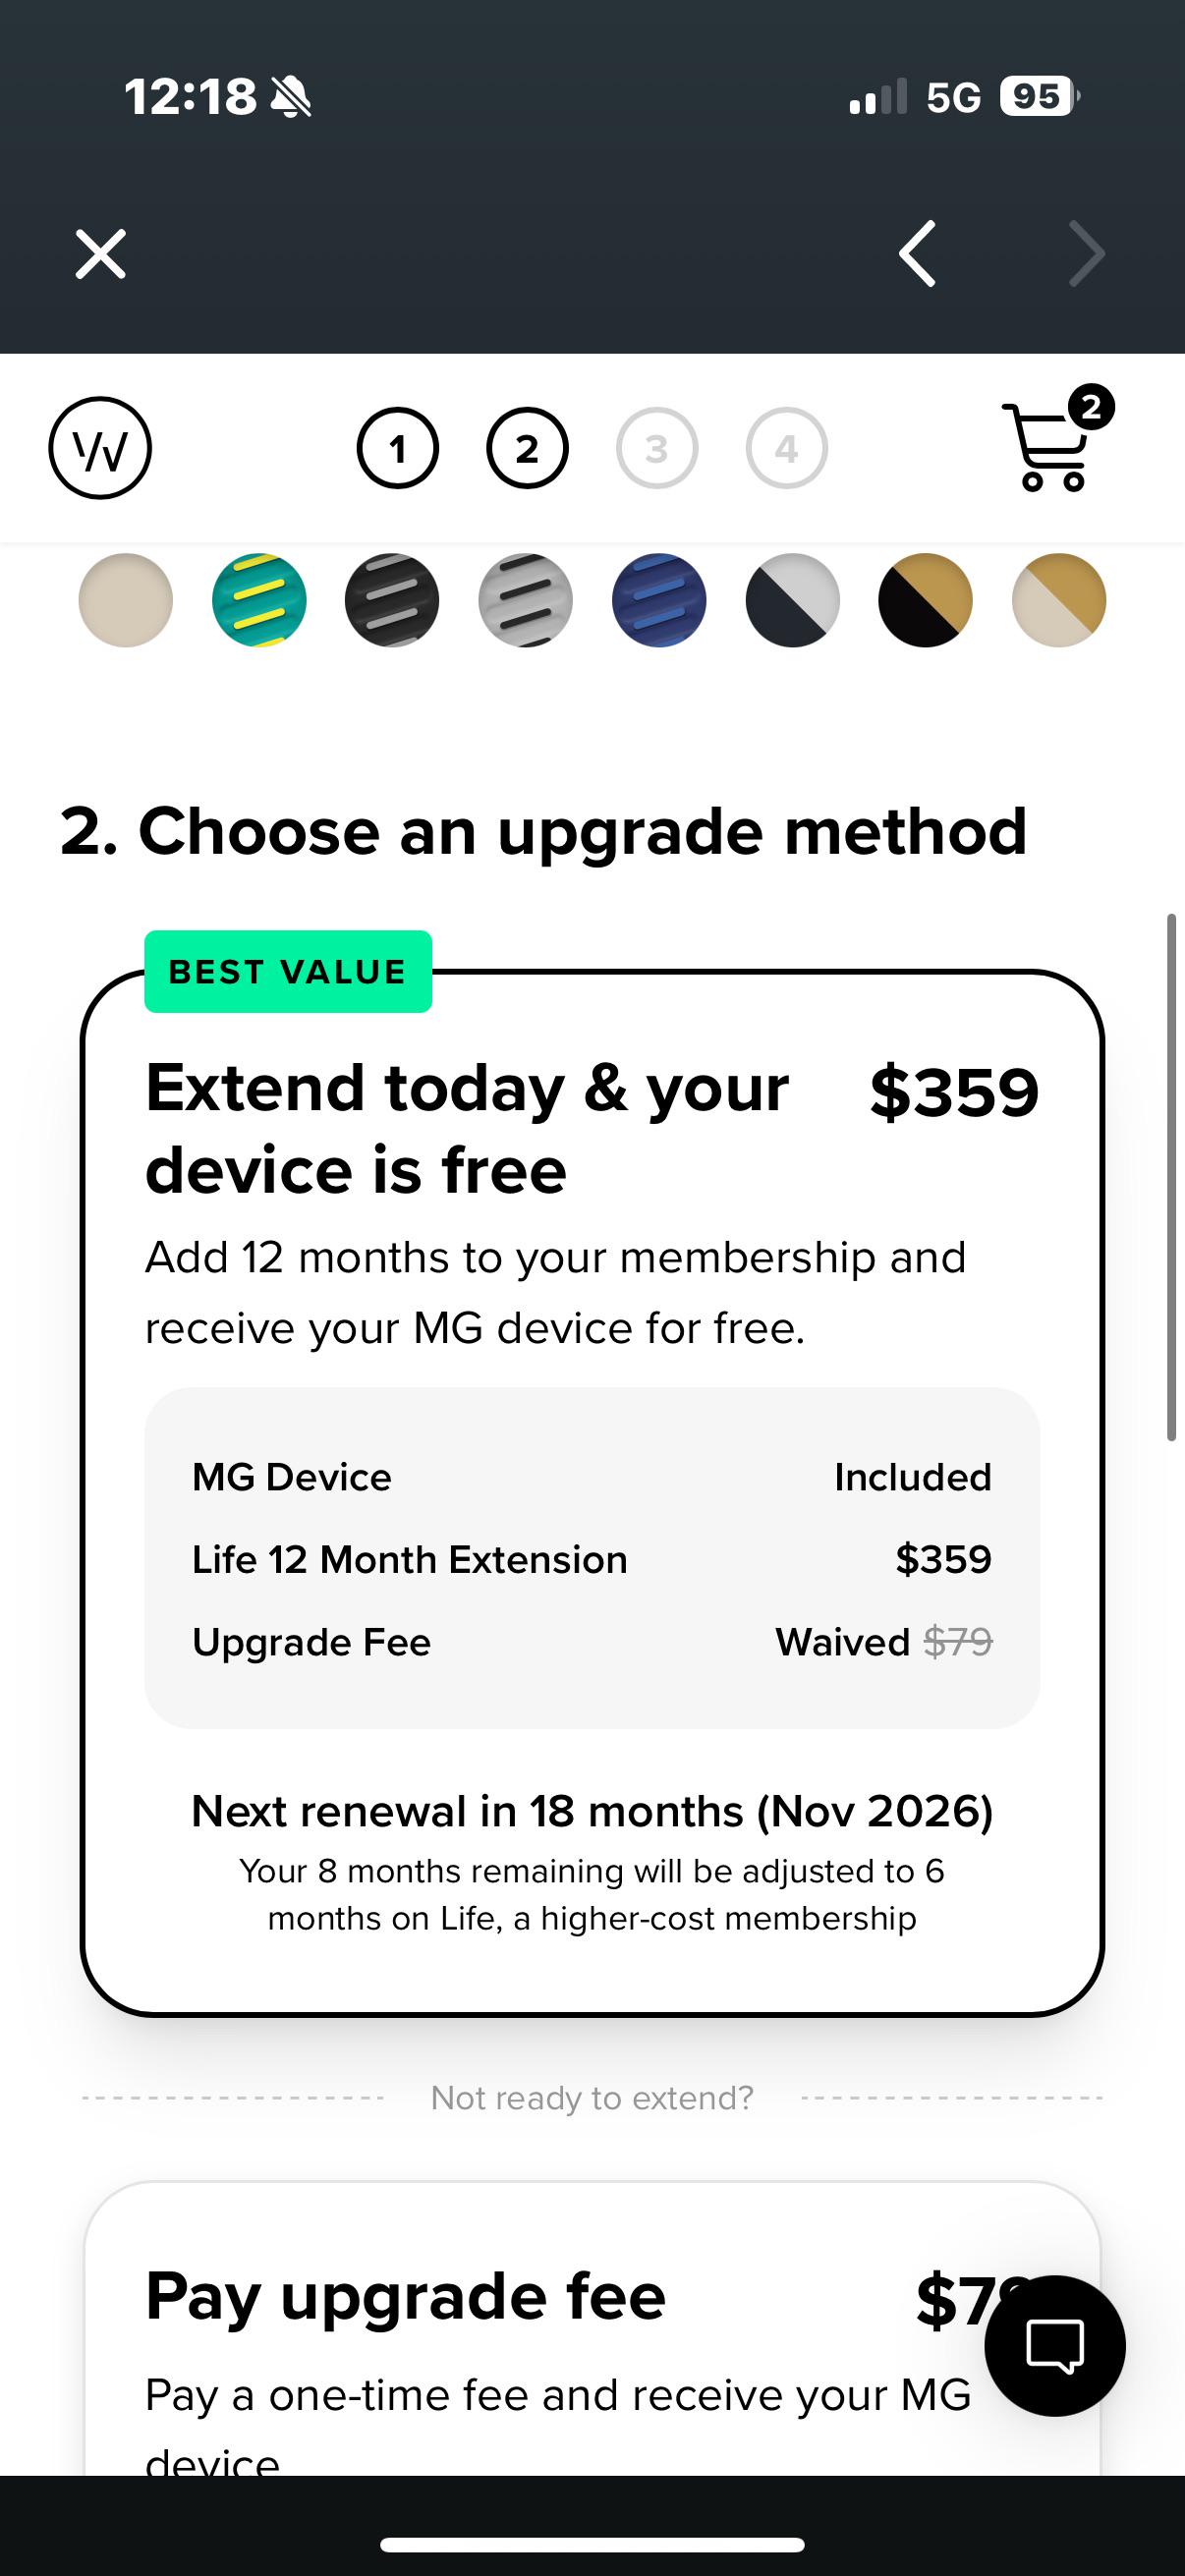 12:18 5G 95
1 2 3 4 2
2. Choose an upgrade method
BEST VALUE
Extend today & your $359
device is free
Add 12 months to your membership and
receive your MG device for free.
MG Device Included
Life 12 Month Extension $359
Upgrade Fee Waived $79
Next renewal in 18 months (Nov 2026)
Your 8 months remaining will be adjusted to 6
months on Life, a higher-cost membership
Not ready to extend?
Pay upgrade fee
Pay a one-time fee and receive your MG
device